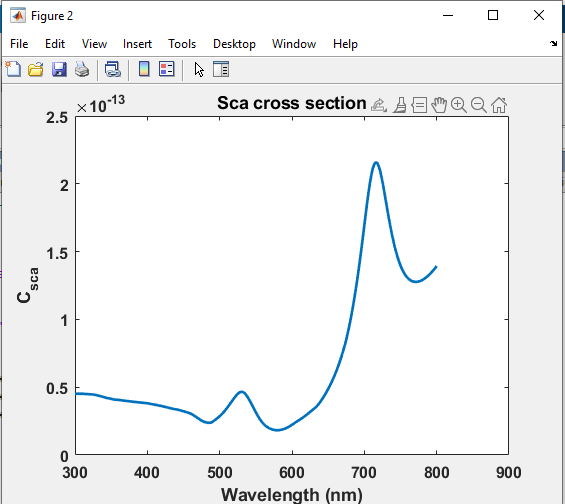 Figure 2
File Edit View Insert Tools Desktop Window Help
×10-13
Sca cross section
2.5
2
1.5
1
0.5
0
Csca
300 400 500 600 700 800 900
Wavelength (nm)